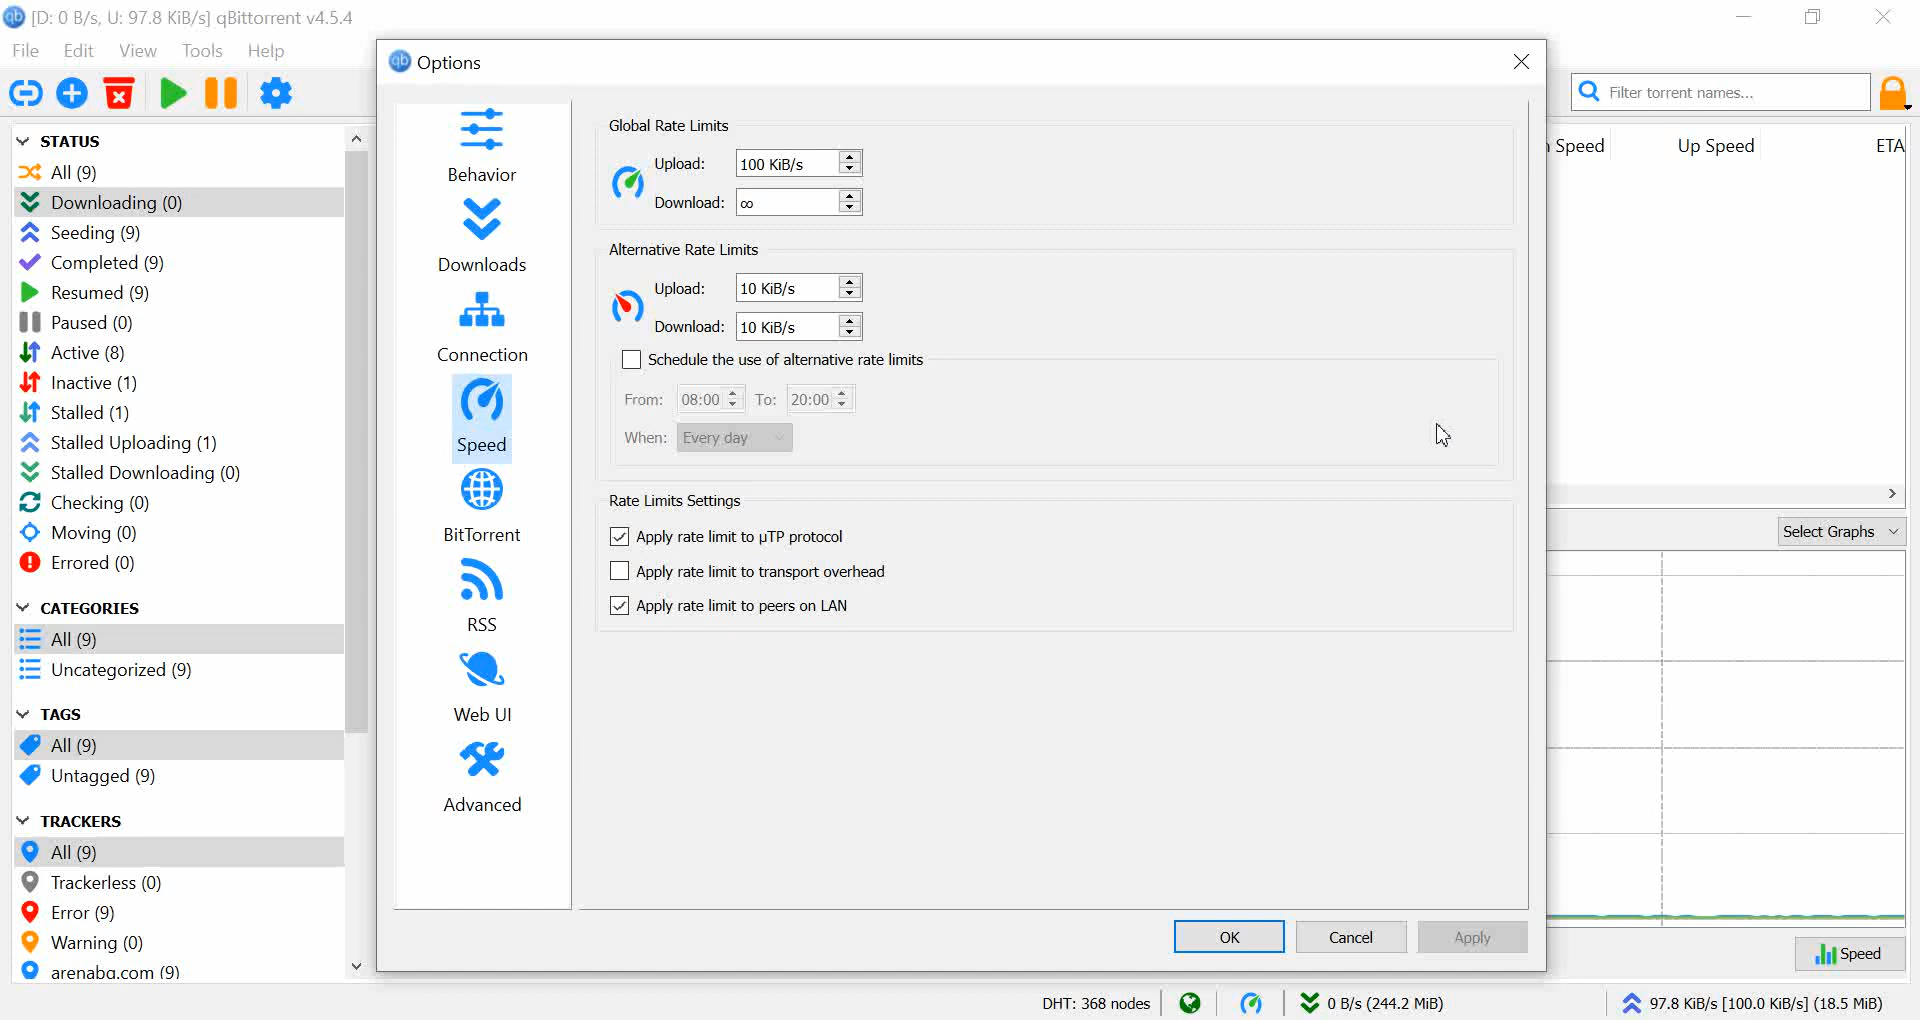 [D: 0 B/s, U: 97.8 KiB/s] qBittorrent v4.5.4
File Edit View Tools Help
Filter torrent names...
STATUS
All (9)
Downloading (0)
Seeding (9)
Completed (9)
Resumed (9)
Paused (0)
Active (8)
Inactive (1)
Stalled (1)
Stalled Uploading (1)
Stalled Downloading (0)
Checking (0)
Moving (0)
Errored (0)
CATEGORIES
All (9)
Uncategorized (9)
TAGS
All (9)
Untagged (9)
TRACKERS
All (9)
Trackerless (0)
Error (9)
Warning (0)
arenabg.com (9)
Options
Behavior
Downloads
Connection
Speed
BitTorrent
RSS
Web UI
Advanced
Global Rate Limits
Upload: 100 KiB/s
Download: ∞
Alternative Rate Limits
Upload: 10 KiB/s
Download: 10 KiB/s
Schedule the use of alternative rate limits
From: 08:00 To: 20:00
When: Every day
Rate Limits Settings
Apply rate limit to µTP protocol
Apply rate limit to transport overhead
Apply rate limit to peers on LAN
OK Cancel Apply
Speed Up Speed ETA
Select Graphs
Speed
DHT: 368 nodes 0 B/s (244.2 MiB) 97.8 KiB/s [100.0 KiB/s] (18.5 MiB)